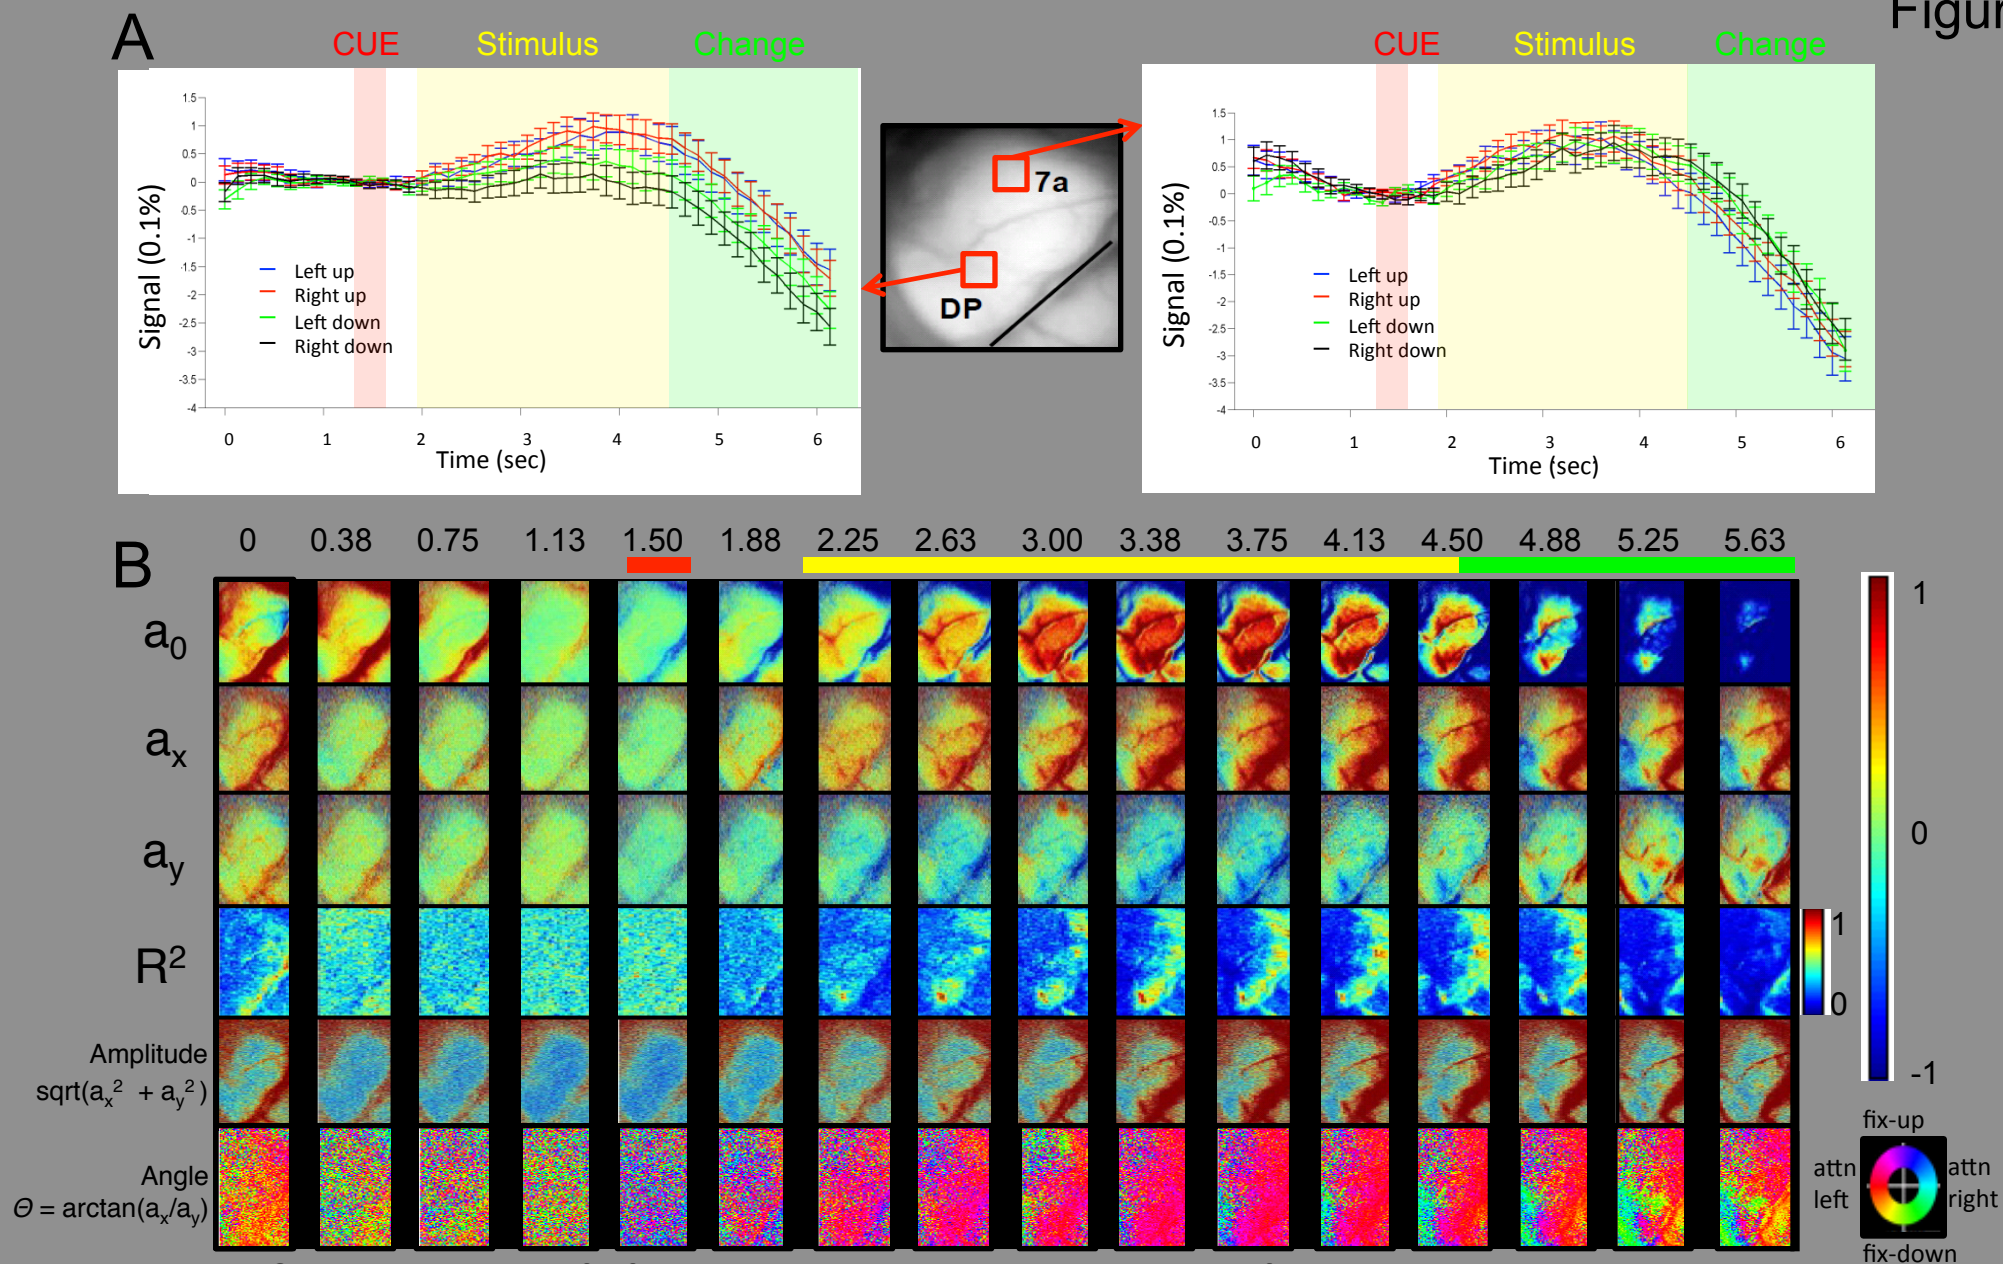 Figur
A
CUE Stimulus Change
CUE Stimulus Change
1.5
1
0.5
0
-0.5
-1
-1.5
-2
-2.5
-3
-3.5
-4
Signal (0.1%)
Left up
Right up
Left down
Right down
0 1 2 3 4 5 6
Time (sec)
7a
DP
1.5
1
0.5
0
-0.5
-1
-1.5
-2
-2.5
-3
-3.5
-4
Signal (0.1%)
Left up
Right up
Left down
Right down
0 1 2 3 4 5 6
Time (sec)
B
0 0.38 0.75 1.13 1.50 1.88 2.25 2.63 3.00 3.38 3.75 4.13 4.50 4.88 5.25 5.63
a0
ax
ay
R2
Amplitude
sqrt(ax2 + ay2)
Angle
Θ = arctan(ax/ay)
1
0
1
0
-1
fix-up
attn left
attn right
fix-down